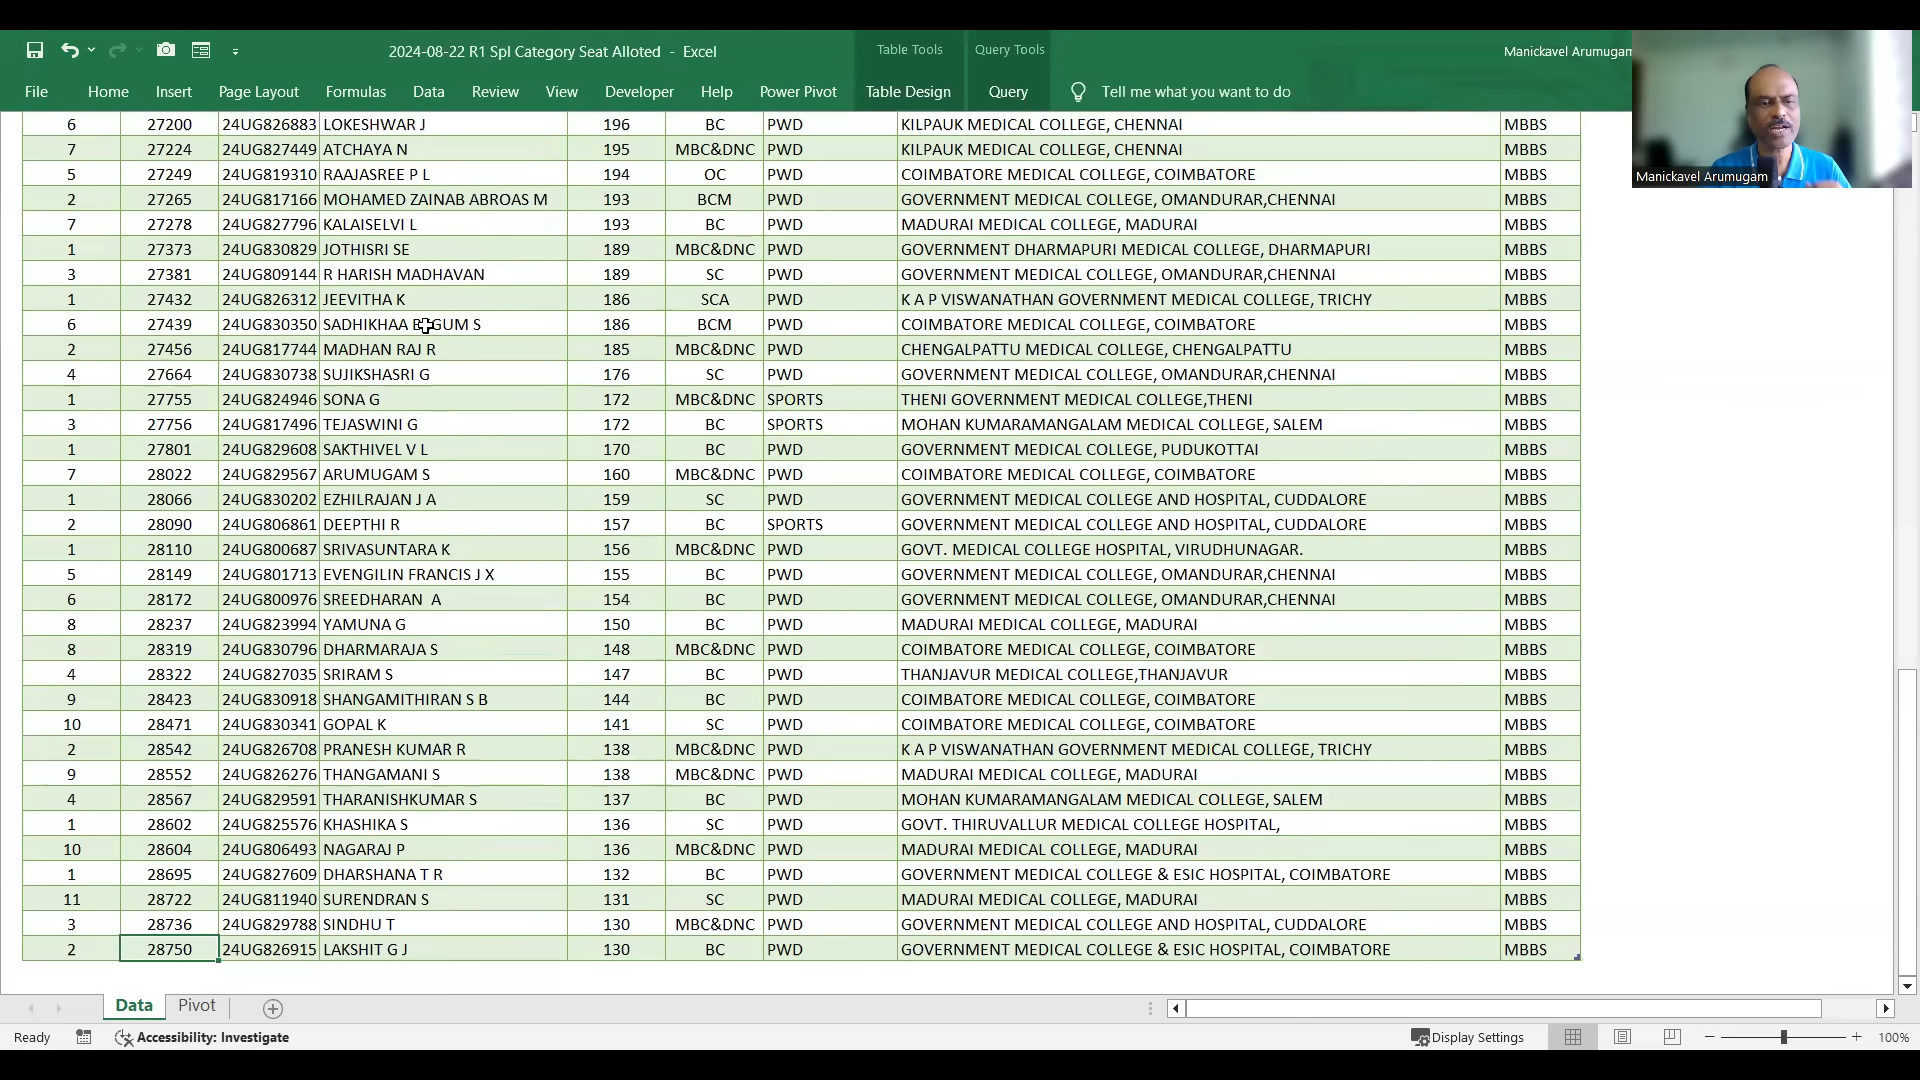 2024-08-22 R1 Spl Category Seat Alloted - Excel
Table Tools
Query Tools
Manickavel Arumugam
File Home Insert Page Layout Formulas Data Review View Developer Help Power Pivot Table Design Query Tell me what you want to do
Manickavel Arumugam
6 27200 24UG826883 LOKESHWAR J 196 BC PWD KILPAUK MEDICAL COLLEGE, CHENNAI MBBS
7 27224 24UG827449 ATCHAYA N 195 MBC&DNC PWD KILPAUK MEDICAL COLLEGE, CHENNAI MBBS
5 27249 24UG819310 RAAJASREE P L 194 OC PWD COIMBATORE MEDICAL COLLEGE, COIMBATORE MBBS
2 27265 24UG817166 MOHAMED ZAINAB ABROAS M 193 BCM PWD GOVERNMENT MEDICAL COLLEGE, OMANDURAR,CHENNAI MBBS
7 27278 24UG827796 KALAISELVI L 193 BC PWD MADURAI MEDICAL COLLEGE, MADURAI MBBS
1 27373 24UG830829 JOTHISRI SE 189 MBC&DNC PWD GOVERNMENT DHARMAPURI MEDICAL COLLEGE, DHARMAPURI MBBS
3 27381 24UG809144 R HARISH MADHAVAN 189 SC PWD GOVERNMENT MEDICAL COLLEGE, OMANDURAR,CHENNAI MBBS
1 27432 24UG826312 JEEVITHA K 186 SCA PWD K A P VISWANATHAN GOVERNMENT MEDICAL COLLEGE, TRICHY MBBS
6 27439 24UG830350 SADHIKHAA BEGUM S 186 BCM PWD COIMBATORE MEDICAL COLLEGE, COIMBATORE MBBS
2 27456 24UG817744 MADHAN RAJ R 185 MBC&DNC PWD CHENGALPATTU MEDICAL COLLEGE, CHENGALPATTU MBBS
4 27664 24UG830738 SUJIKSHASRI G 176 SC PWD GOVERNMENT MEDICAL COLLEGE, OMANDURAR,CHENNAI MBBS
1 27755 24UG824946 SONA G 172 MBC&DNC SPORTS THENI GOVERNMENT MEDICAL COLLEGE,THENI MBBS
3 27756 24UG817496 TEJASWINI G 172 BC SPORTS MOHAN KUMARAMANGALAM MEDICAL COLLEGE, SALEM MBBS
1 27801 24UG829608 SAKTHIVEL V L 170 BC PWD GOVERNMENT MEDICAL COLLEGE, PUDUKOTTAI MBBS
7 28022 24UG829567 ARUMUGAM S 160 MBC&DNC PWD COIMBATORE MEDICAL COLLEGE, COIMBATORE MBBS
1 28066 24UG830202 EZHILRAJAN J A 159 SC PWD GOVERNMENT MEDICAL COLLEGE AND HOSPITAL, CUDDALORE MBBS
2 28090 24UG806861 DEEPTHI R 157 BC SPORTS GOVERNMENT MEDICAL COLLEGE AND HOSPITAL, CUDDALORE MBBS
1 28110 24UG800687 SRIVASUNTARA K 156 MBC&DNC PWD GOVT. MEDICAL COLLEGE HOSPITAL, VIRUDHUNAGAR. MBBS
5 28149 24UG801713 EVENGILIN FRANCIS J X 155 BC PWD GOVERNMENT MEDICAL COLLEGE, OMANDURAR,CHENNAI MBBS
6 28172 24UG800976 SREEDHARAN A 154 BC PWD GOVERNMENT MEDICAL COLLEGE, OMANDURAR,CHENNAI MBBS
8 28237 24UG823994 YAMUNA G 150 BC PWD MADURAI MEDICAL COLLEGE, MADURAI MBBS
8 28319 24UG830796 DHARMARAJA S 148 MBC&DNC PWD COIMBATORE MEDICAL COLLEGE, COIMBATORE MBBS
4 28322 24UG827035 SRIRAM S 147 BC PWD THANJAVUR MEDICAL COLLEGE,THANJAVUR MBBS
9 28423 24UG830918 SHANGAMITHIRAN S B 144 BC PWD COIMBATORE MEDICAL COLLEGE, COIMBATORE MBBS
10 28471 24UG830341 GOPAL K 141 SC PWD COIMBATORE MEDICAL COLLEGE, COIMBATORE MBBS
2 28542 24UG826708 PRANESH KUMAR R 138 MBC&DNC PWD K A P VISWANATHAN GOVERNMENT MEDICAL COLLEGE, TRICHY MBBS
9 28552 24UG826276 THANGAMANI S 138 MBC&DNC PWD MADURAI MEDICAL COLLEGE, MADURAI MBBS
4 28567 24UG829591 THARANISHKUMAR S 137 BC PWD MOHAN KUMARAMANGALAM MEDICAL COLLEGE, SALEM MBBS
1 28602 24UG825576 KHASHIKA S 136 SC PWD GOVT. THIRUVALLUR MEDICAL COLLEGE HOSPITAL, MBBS
10 28604 24UG806493 NAGARAJ P 136 MBC&DNC PWD MADURAI MEDICAL COLLEGE, MADURAI MBBS
1 28695 24UG827609 DHARSHANA T R 132 BC PWD GOVERNMENT MEDICAL COLLEGE & ESIC HOSPITAL, COIMBATORE MBBS
11 28722 24UG811940 SURENDRAN S 131 SC PWD MADURAI MEDICAL COLLEGE, MADURAI MBBS
3 28736 24UG829788 SINDHU T 130 MBC&DNC PWD GOVERNMENT MEDICAL COLLEGE AND HOSPITAL, CUDDALORE MBBS
2 28750 24UG826915 LAKSHIT G J 130 BC PWD GOVERNMENT MEDICAL COLLEGE & ESIC HOSPITAL, COIMBATORE MBBS
Data Pivot
Ready Accessibility: Investigate Display Settings 100%